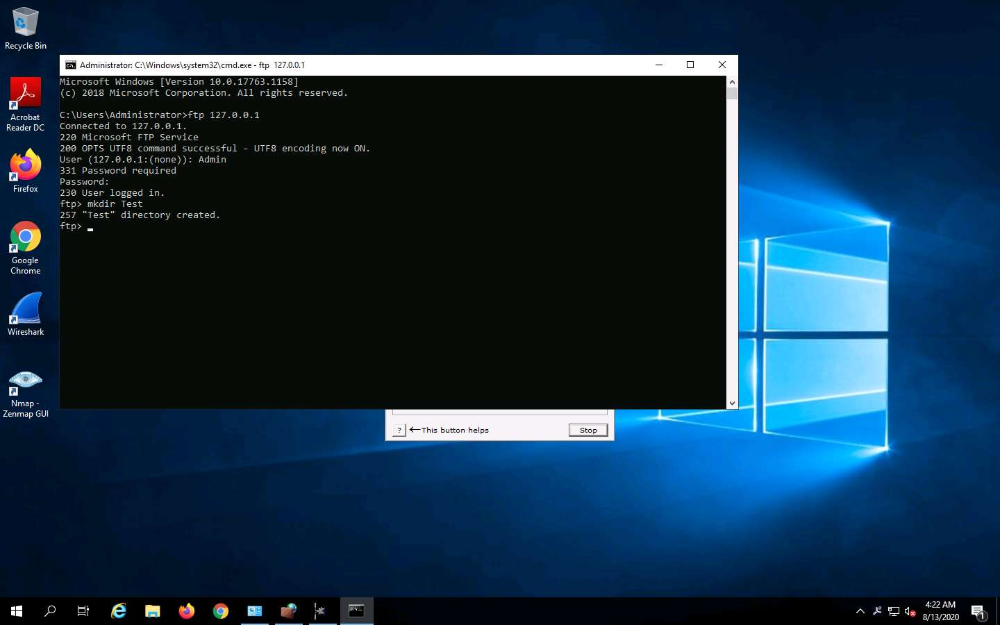 Recycle Bin
Acrobat
Reader DC
Firefox
Google
Chrome
Wireshark
Nmap -
Zenmap GUI
Administrator: C:\Windows\system32\cmd.exe - ftp  127.0.0.1
Microsoft Windows [Version 10.0.17763.1158]
(c) 2018 Microsoft Corporation. All rights reserved.
C:\Users\Administrator>ftp 127.0.0.1
Connected to 127.0.0.1.
220 Microsoft FTP Service
200 OPTS UTF8 command successful - UTF8 encoding now ON.
User (127.0.0.1:(none)): Admin
331 Password required
Password:
230 User logged in.
ftp> mkdir Test
257 "Test" directory created.
ftp>
? ←This button helps
Stop
4:22 AM
8/13/2020
1